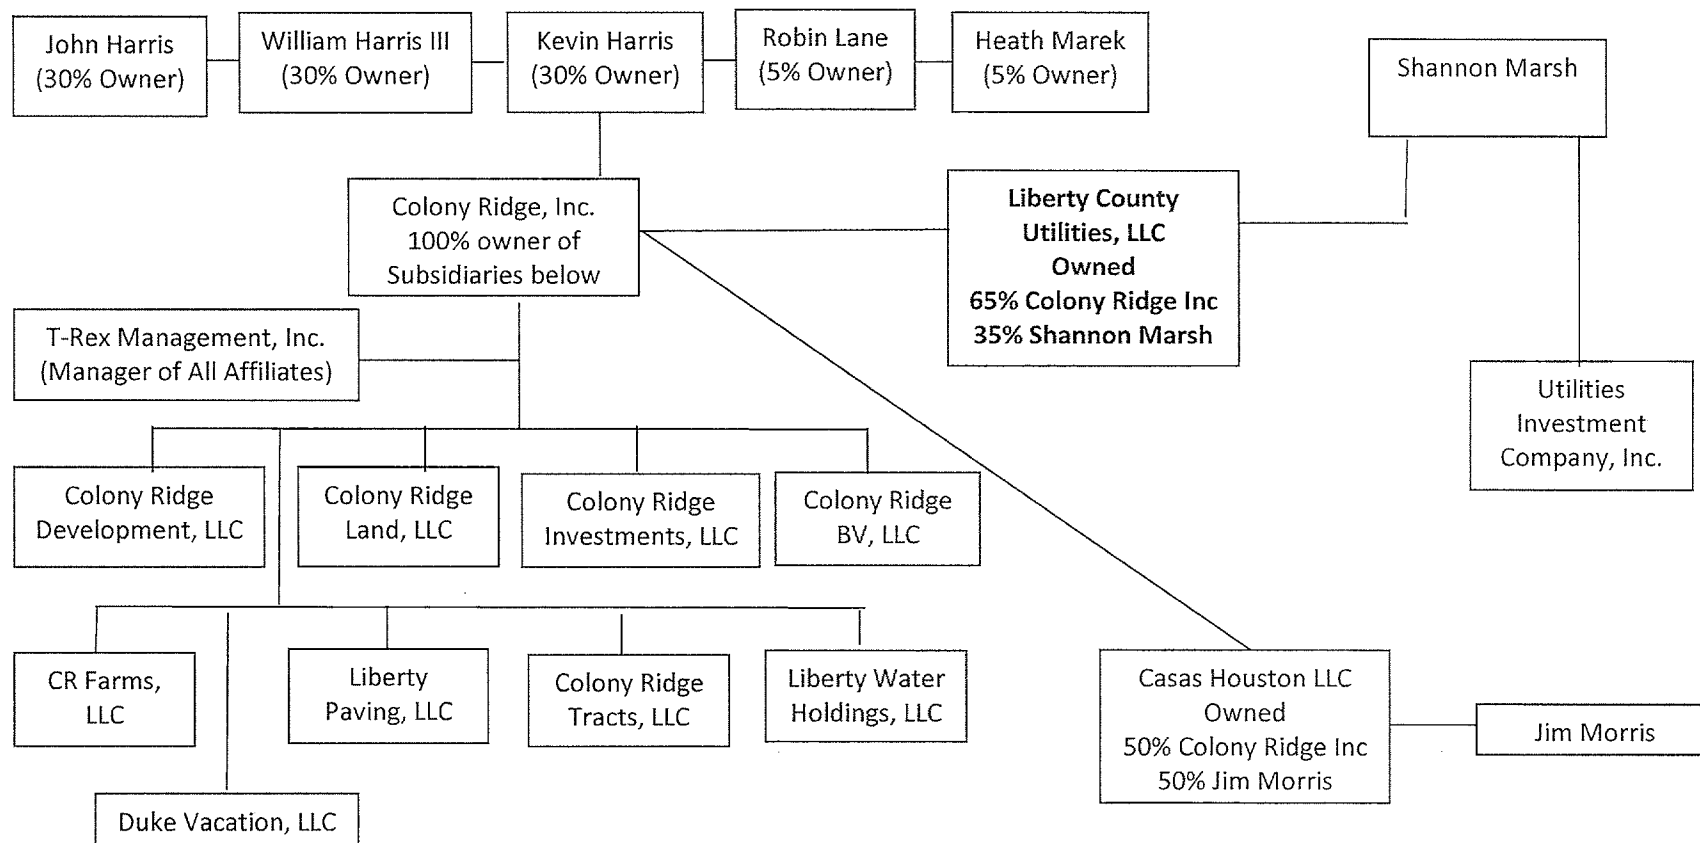 John Harris
(30% Owner)
William Harris III
(30% Owner)
Kevin Harris
(30% Owner)
Robin Lane
(5% Owner)
Heath Marek
(5% Owner)
Shannon Marsh
Colony Ridge, Inc.
100% owner of
Subsidiaries below
Liberty County
Utilities, LLC
Owned
65% Colony Ridge Inc
35% Shannon Marsh
T-Rex Management, Inc.
(Manager of All Affiliates)
Utilities
Investment
Company, Inc.
Colony Ridge
Development, LLC
Colony Ridge
Land, LLC
Colony Ridge
Investments, LLC
Colony Ridge
BV, LLC
CR Farms,
LLC
Liberty
Paving, LLC
Colony Ridge
Tracts, LLC
Liberty Water
Holdings, LLC
Casas Houston LLC
Owned
50% Colony Ridge Inc
50% Jim Morris
Jim Morris
Duke Vacation, LLC